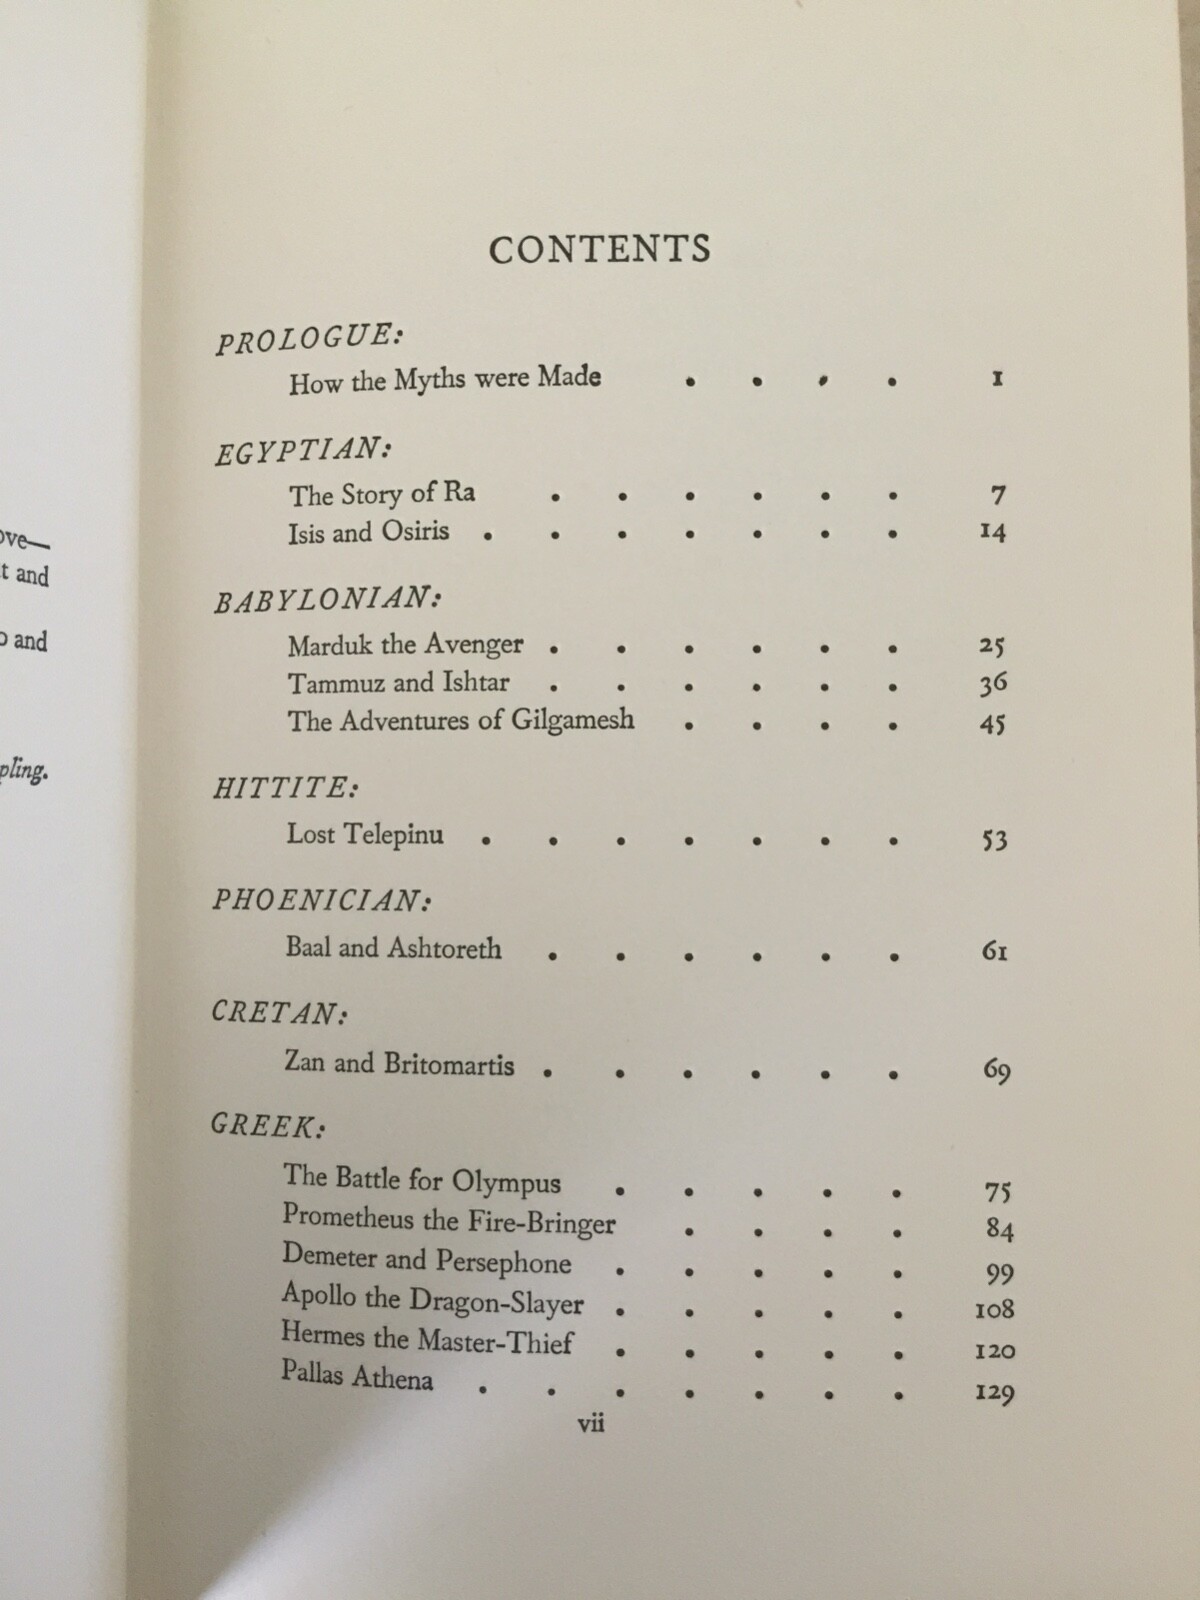 ove—
t and
o and
pling.
CONTENTS
PROLOGUE:
How the Myths were Made . . . . 1
EGYPTIAN:
The Story of Ra . . . . . . 7
Isis and Osiris . . . . . . . 14
BABYLONIAN:
Marduk the Avenger . . . . . . 25
Tammuz and Ishtar . . . . . . 36
The Adventures of Gilgamesh . . . . 45
HITTITE:
Lost Telepinu . . . . . . . 53
PHOENICIAN:
Baal and Ashtoreth . . . . . . 61
CRETAN:
Zan and Britomartis . . . . . . 69
GREEK:
The Battle for Olympus . . . . . 75
Prometheus the Fire-Bringer . . . . 84
Demeter and Persephone . . . . . 99
Apollo the Dragon-Slayer . . . . . 108
Hermes the Master-Thief . . . . . 120
Pallas Athena . . . . . . . 129
vii